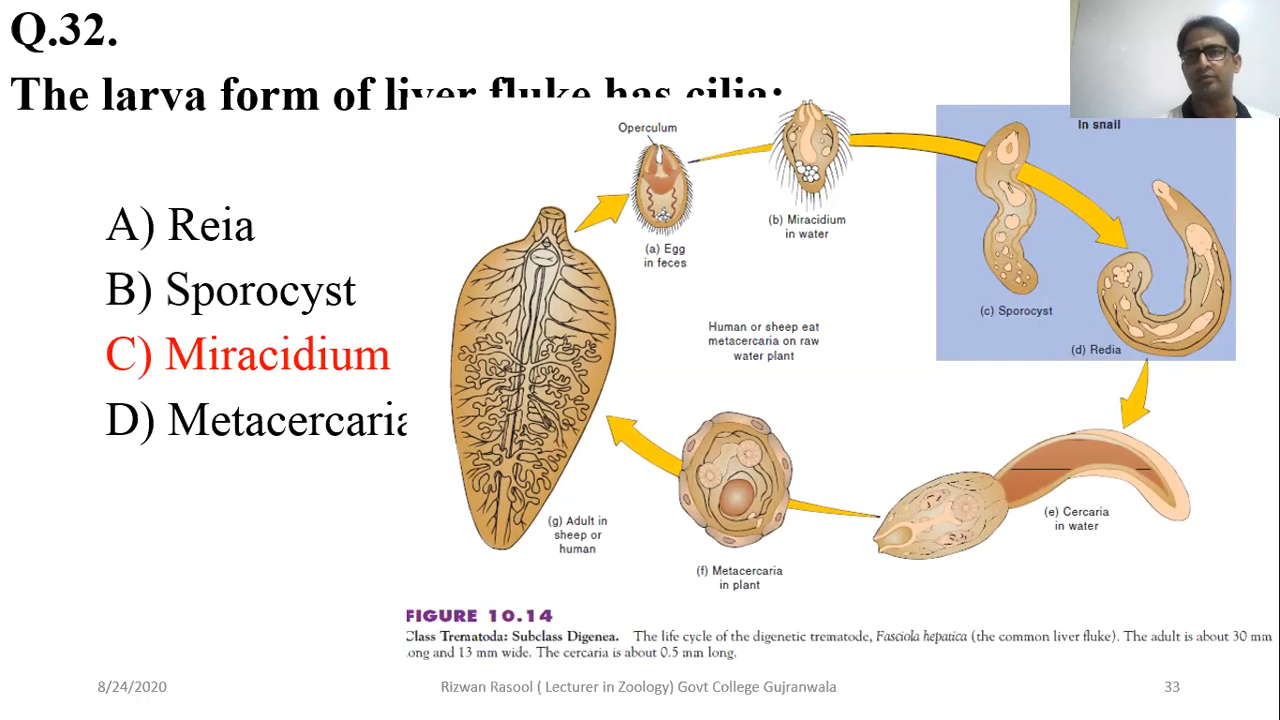 Q.32.
The larva form of liver fluke has cilia:
A) Reia
B) Sporocyst
C) Miracidium
D) Metacercaria
Operculum
(a) Egg
in feces
(b) Miracidium
in water
In snail
(c) Sporocyst
(d) Redia
Human or sheep eat
metacercaria on raw
water plant
(e) Cercaria
in water
(f) Metacercaria
in plant
(g) Adult in
sheep or
human
FIGURE 10.14
Class Trematoda: Subclass Digenea. The life cycle of the digenetic trematode, Fasciola hepatica (the common liver fluke). The adult is about 30 mm
long and 13 mm wide. The cercaria is about 0.5 mm long.
8/24/2020
Rizwan Rasool ( Lecturer in Zoology) Govt College Gujranwala
33